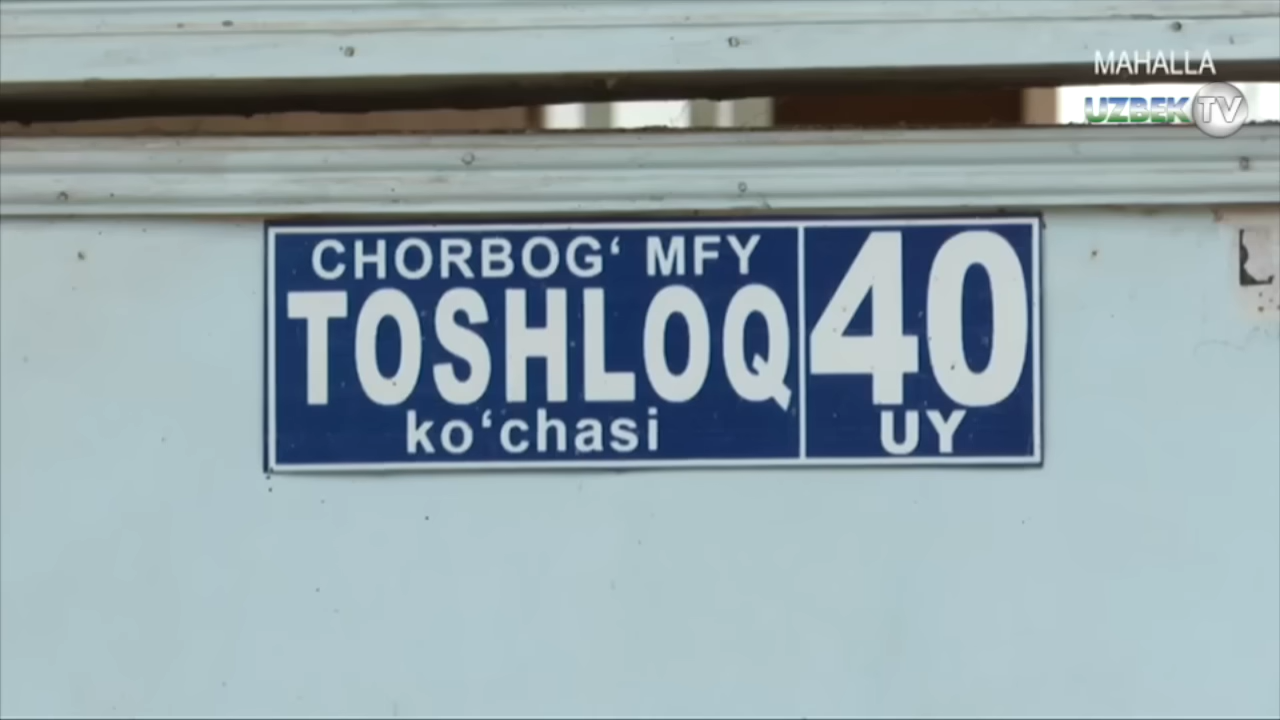 MAHALLA
UZBEK TV
CHORBOG‘ MFY
TOSHLOQ
ko‘chasi
40
UY